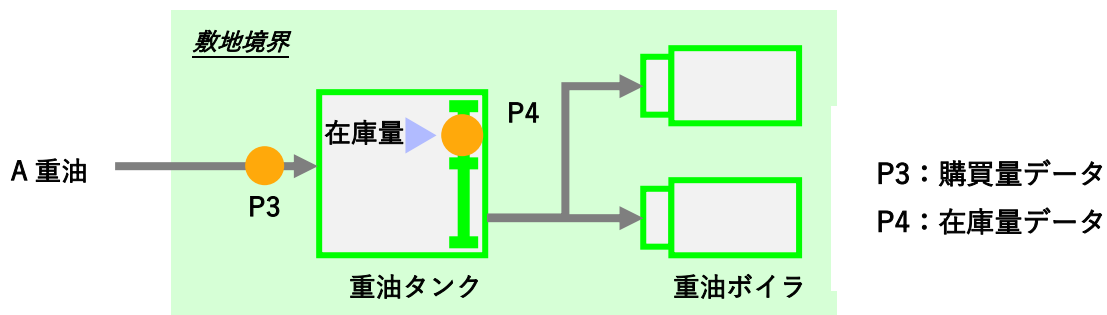 敷地境界
在庫量
P4
A 重油
P3
P3：購買量データ
P4：在庫量データ
重油タンク
重油ボイラ